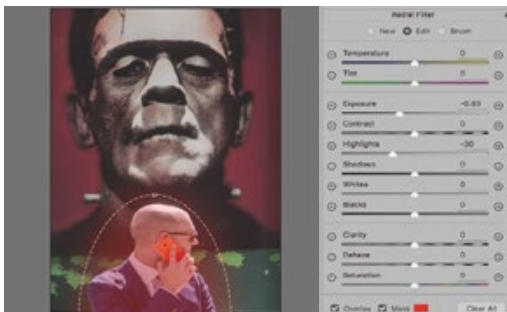 Radial Filter
New Edit Brush
Temperature 0
Tint 0
Exposure -0.83
Contrast 0
Highlights -30
Shadows 0
Whites 0
Blacks 0
Clarity 0
Dehaze 0
Saturation 0
Overlay Mask Clear All